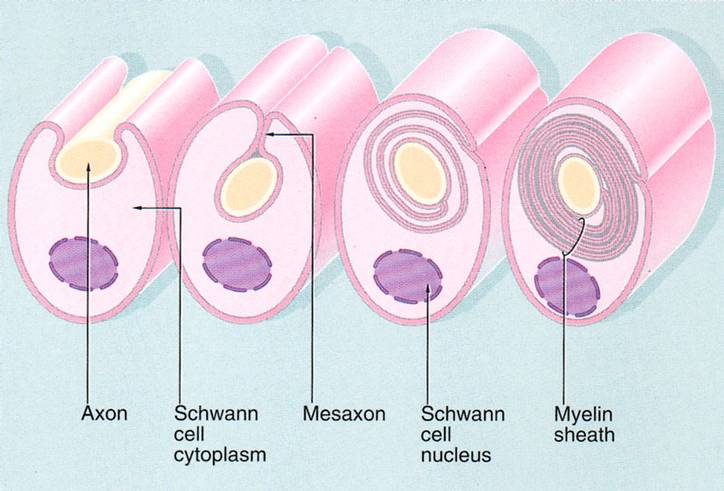 Axon
Schwann
cell
cytoplasm
Mesaxon
Schwann
cell
nucleus
Myelin
sheath